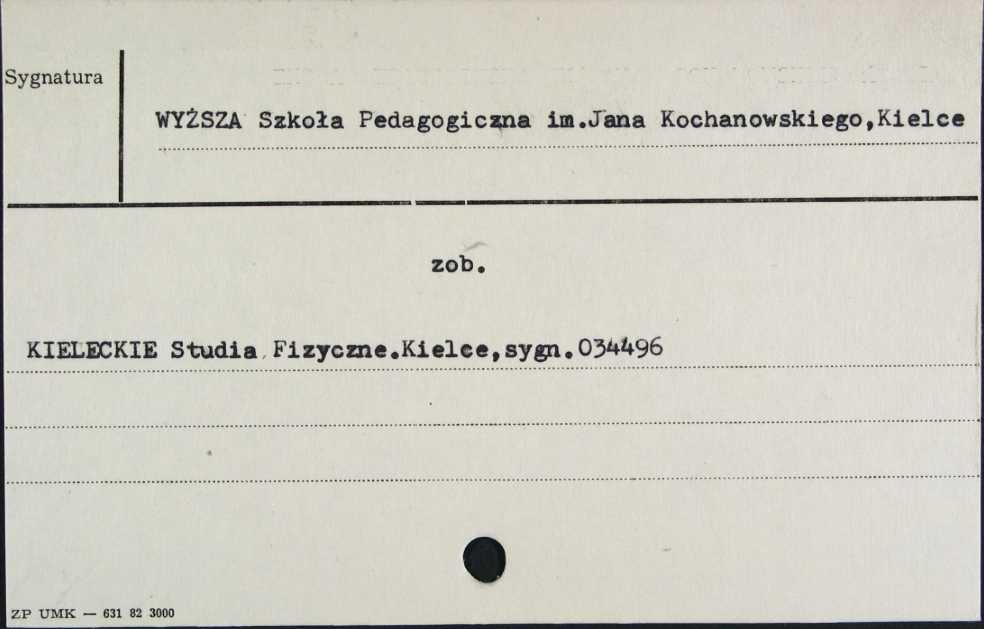 Sygnatura
WYŻSZA Szkoła Pedagogiczna im.Jana Kochanowskiego,Kielce
zob.
KIELECKIE Studia Fizyczne.Kielce,sygn.034496
ZP UMK — 631 82 3000